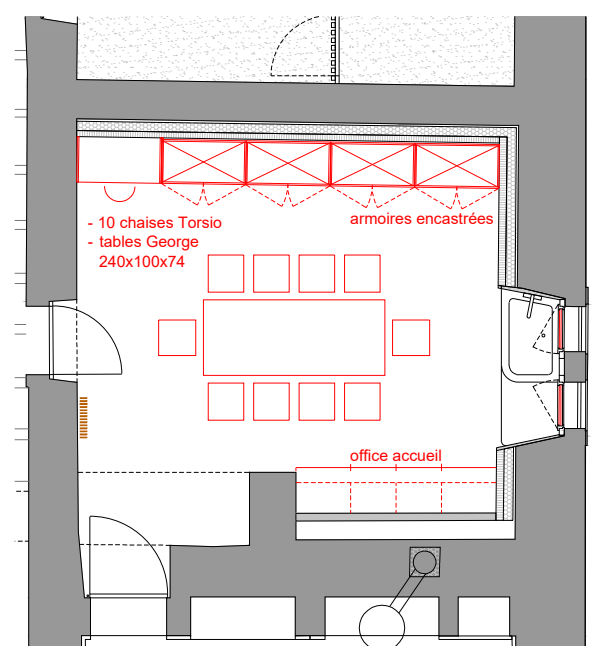 - 10 chaises Torsio
- tables George
240x100x74
armoires encastrées
office accueil